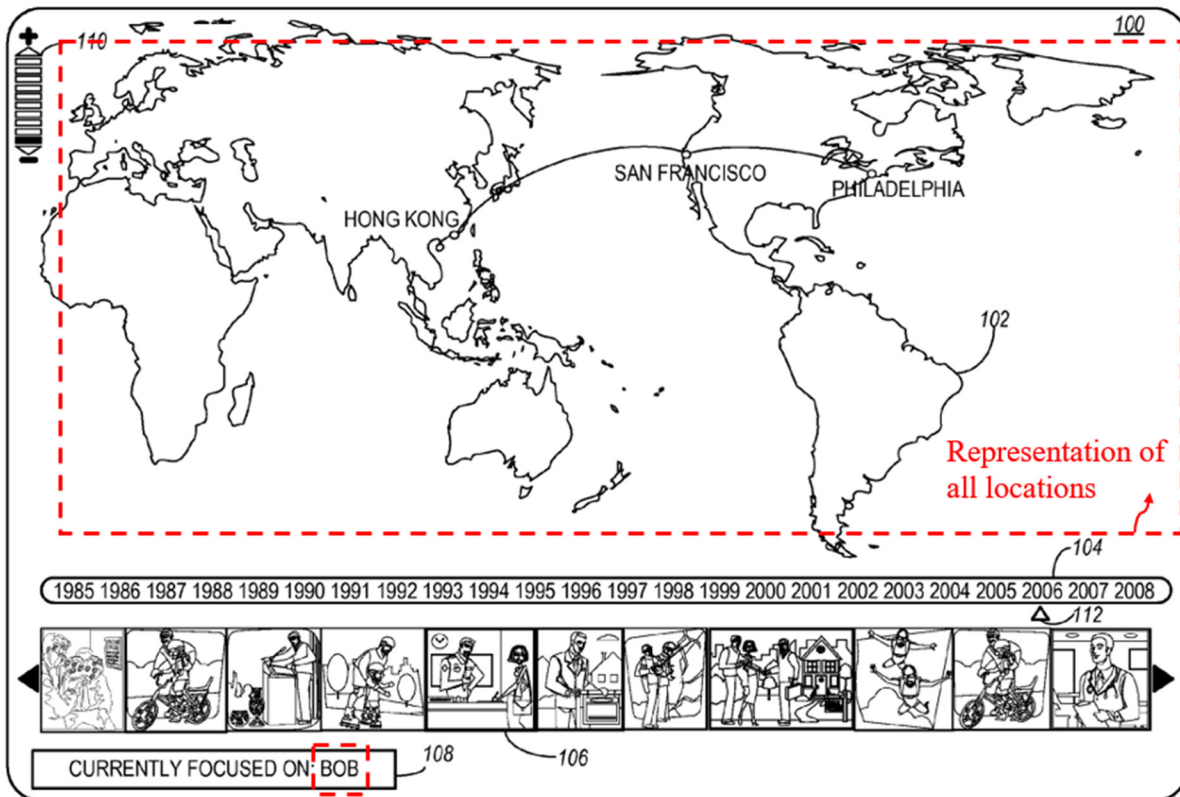 +
110
100
-
SAN FRANCISCO
PHILADELPHIA
HONG KONG
102
Representation of
all locations
104
1985 1986 1987 1988 1989 1990 1991 1992 1993 1994 1995 1996 1997 1998 1999 2000 2001 2002 2003 2004 2005 2006 2007 2008
112
106
CURRENTLY FOCUSED ON: BOB
108